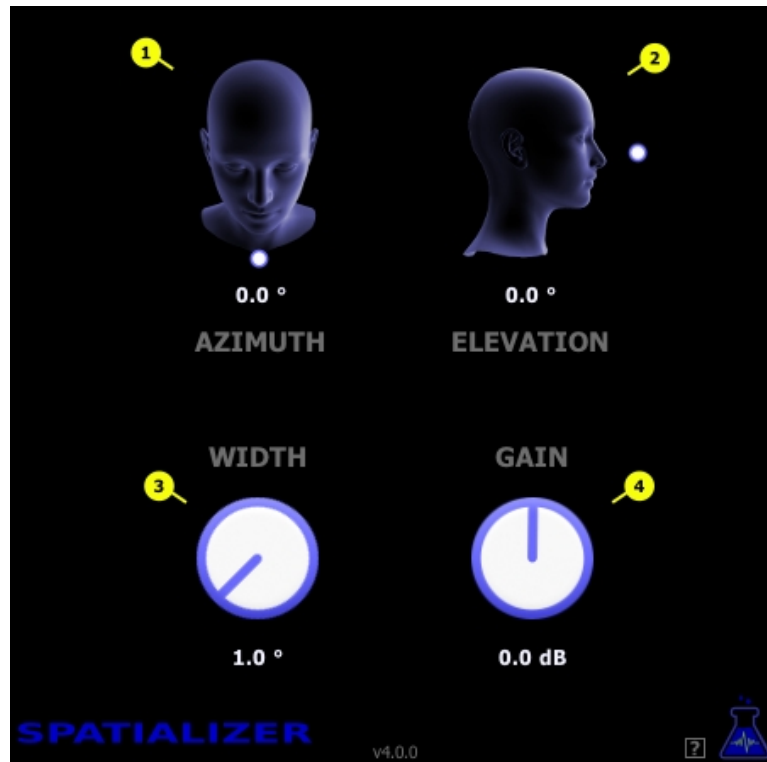 1
2
0.0 °
0.0 °
AZIMUTH
ELEVATION
WIDTH
GAIN
3
4
1.0 °
0.0 dB
SPATIALIZER
v4.0.0
?